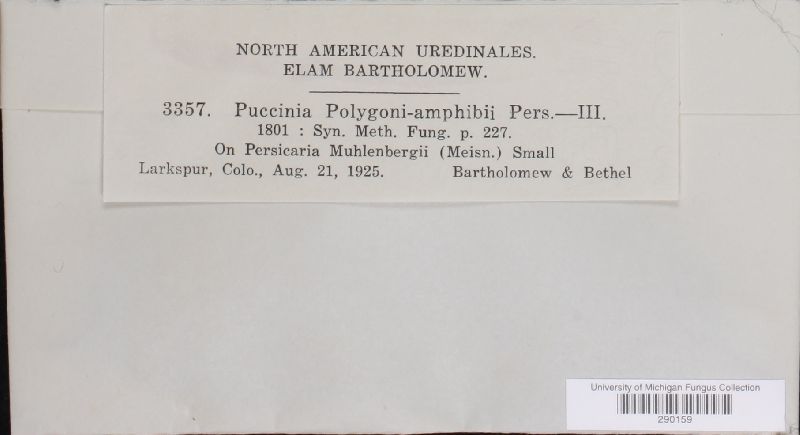 NORTH AMERICAN UREDINALES.
ELAM BARTHOLOMEW.
3357. Puccinia Polygoni-amphibii Pers.—III.
1801 : Syn. Meth. Fung. p. 227.
On Persicaria Muhlenbergii (Meisn.) Small
Larkspur, Colo., Aug. 21, 1925. Bartholomew & Bethel
University of Michigan Fungus Collection
290159